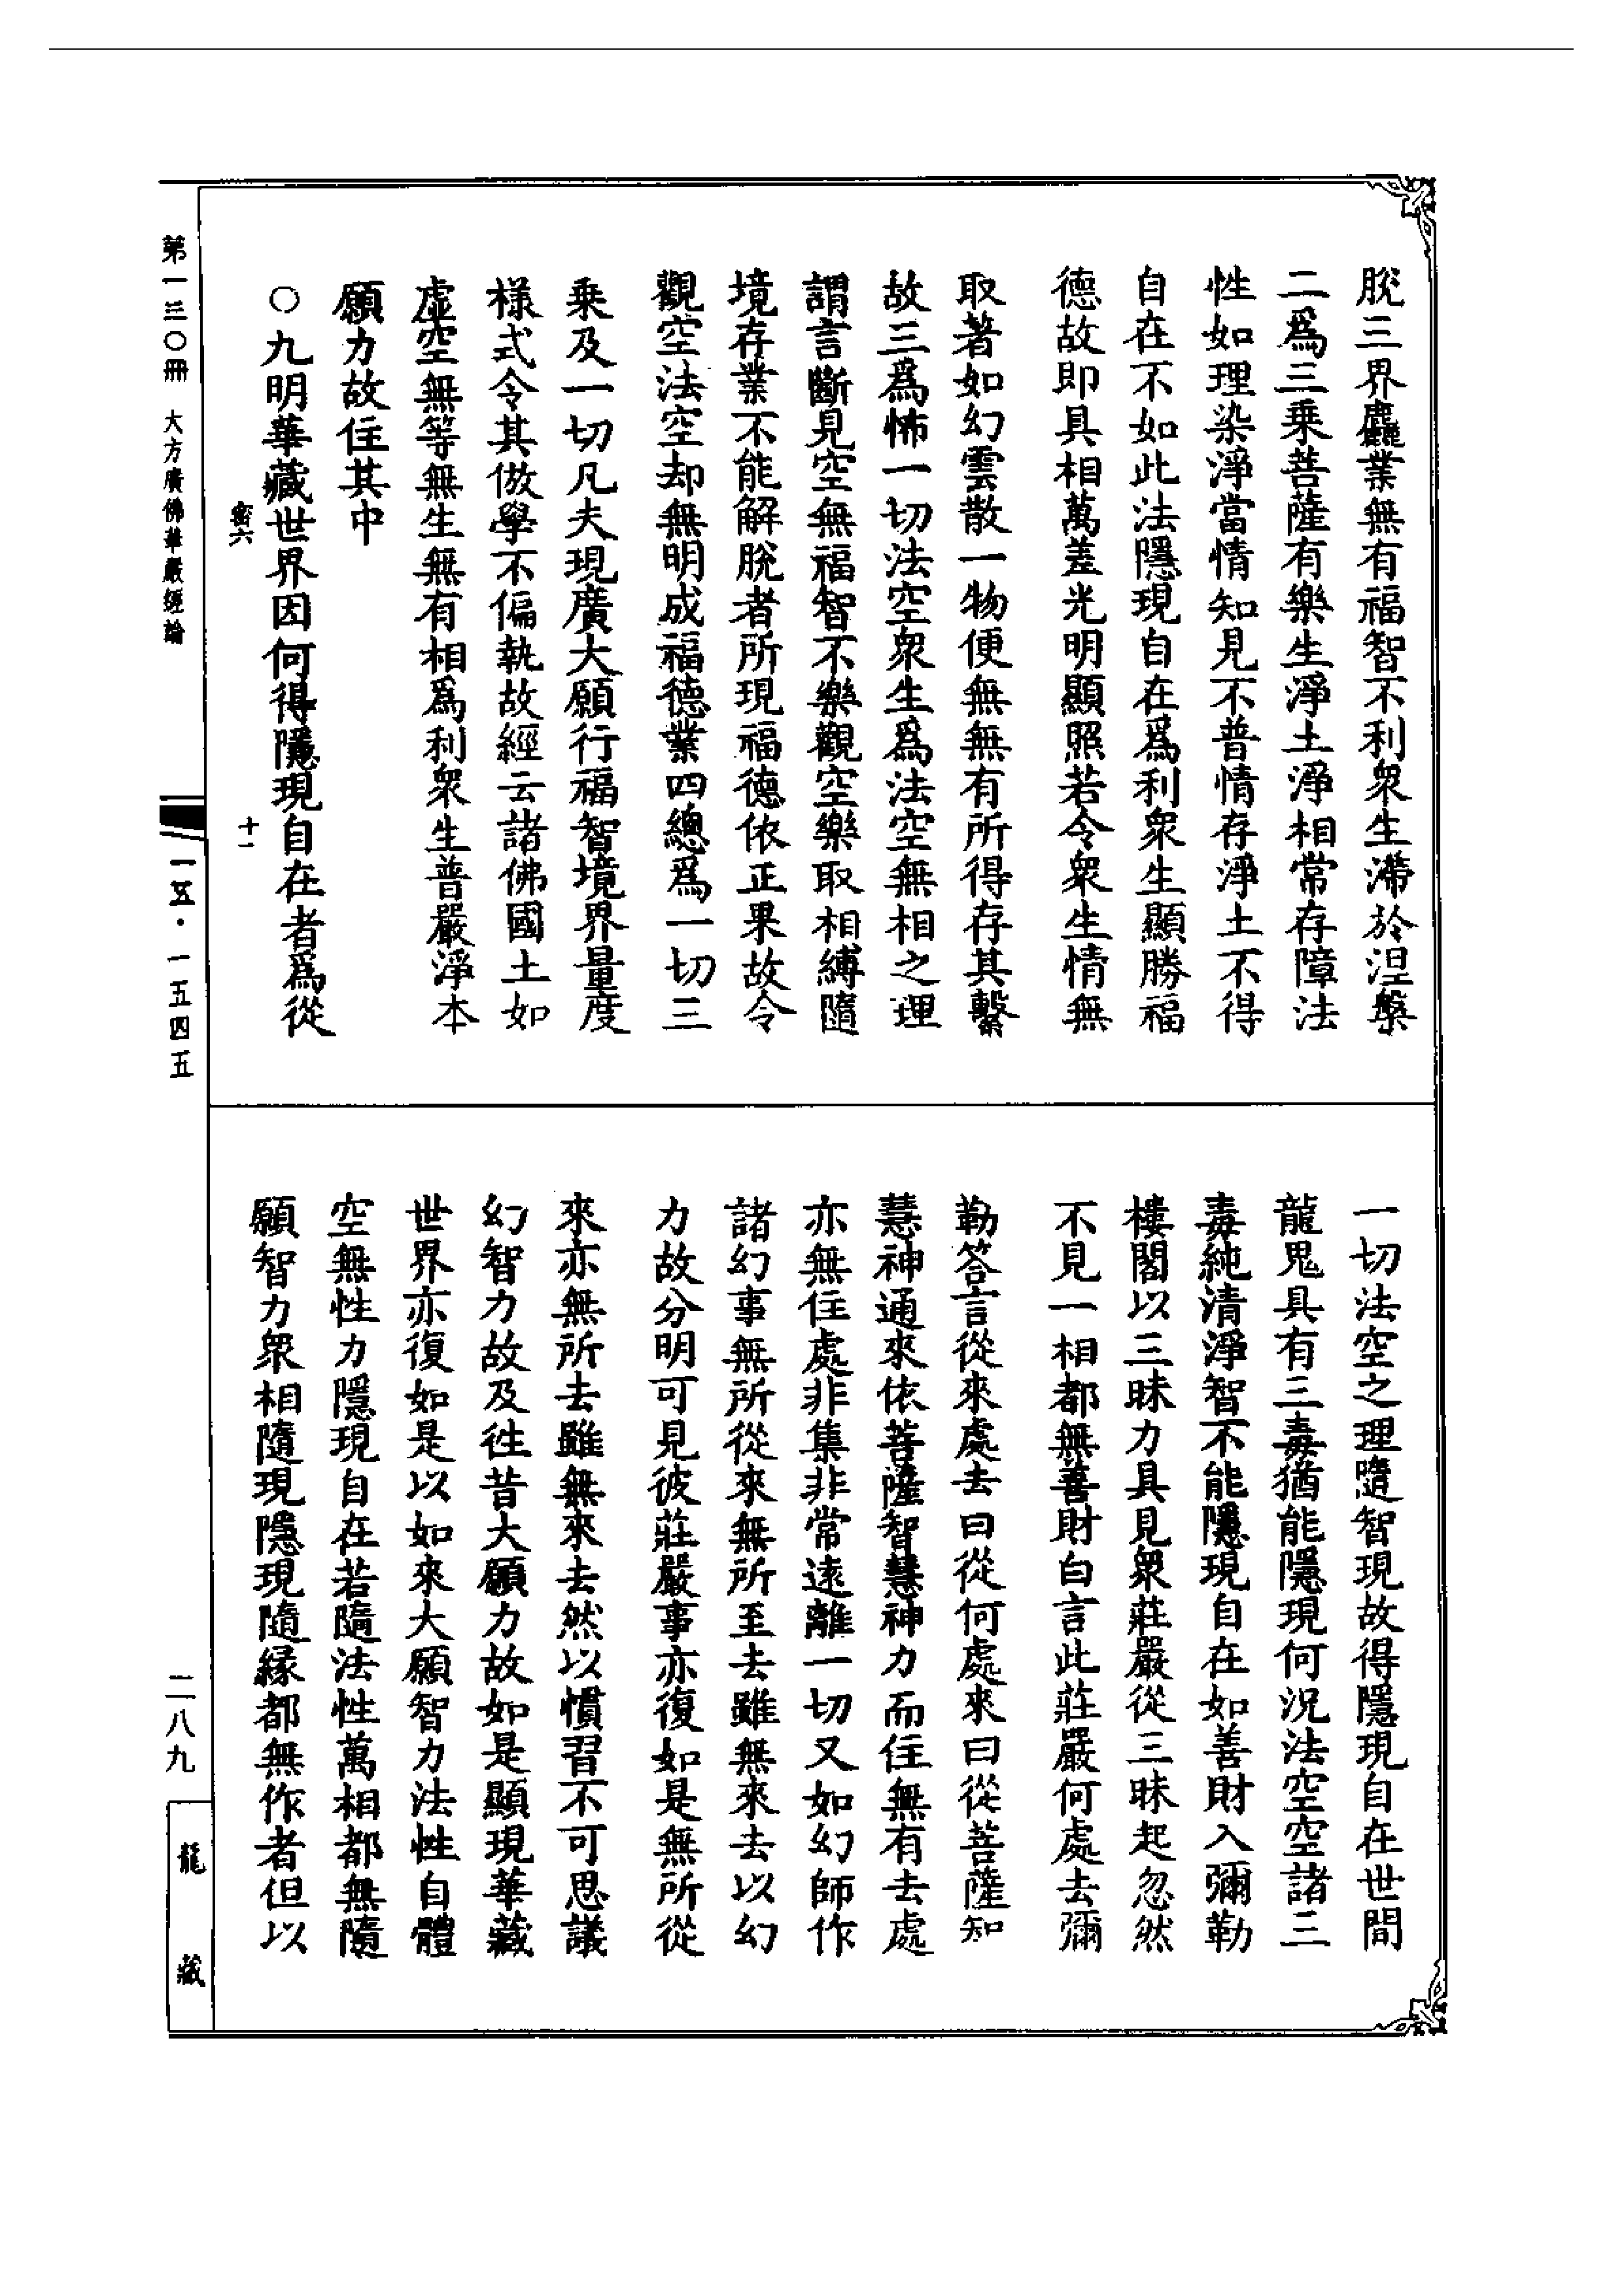 脫三界麤業無有福智不利衆生滯於涅槃
二爲三乗菩薩有樂生淨土淨相常存障法
性如理染淨當情知見不普情存淨土不得
自在不如此法隱現自在爲利衆生顯勝福
德故即具相萬差光明顯照若令衆生情無
取著如幻雲散一物便無無有所得存其繫
故三爲怖一切法空衆生爲法空無相之理
謂言斷見空無福智不樂觀空樂取相縛隨
境存業不能解脫者所現福德依正果故令
觀空法空却無明成福德業四總爲一切三
乗及一切凡夫現廣大願行福智境界量度
様式令其倣學不偏執故經云諸佛國土如
虛空無等無生無有相爲利衆生普嚴淨本
願力故住其中
○九明華藏世界因何得隱現自在者爲從
密六
十一
一切法空之理隨智現故得隱現自在世間
龍鬼具有三毒猶能隱現何況法空空諸三
毒純清淨智不能隱現自在如善財入彌勒
樓閣以三昧力具見衆莊嚴從三昧起忽然
不見一相都無善財白言此莊嚴何處去彌
勒答言從來處去曰從何處來曰從菩薩知
慧神通來依菩薩智慧神力而住無有去處
亦無住處非集非常遠離一切又如幻師作
諸幻事無所從來無所至去雖無來去以幻
力故分明可見彼莊嚴事亦復如是無所從
來亦無所去雖無來去然以慣習不可思議
幻智力故及往昔大願力故如是顯現華藏
世界亦復如是以如來大願智力法性自體
空無性力隱現自在若隨法性萬相都無隨
願智力衆相隨現隱現隨緣都無作者但以
第一三〇冊 大方廣佛華嚴經論
一五·一五四五
二八九
龍藏